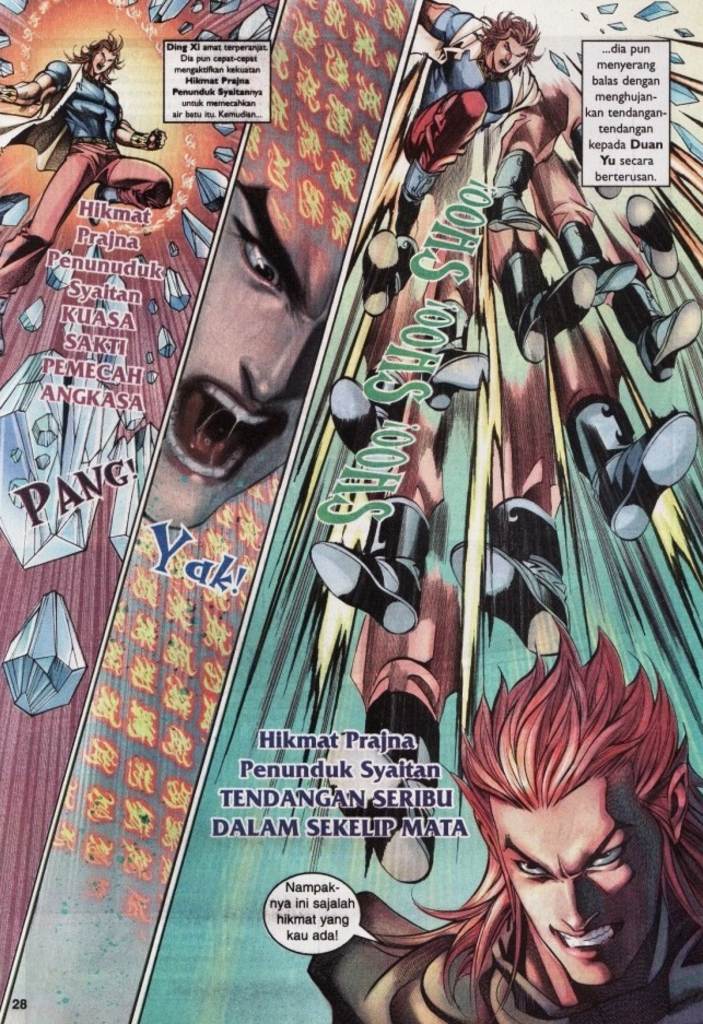 Ding Xi amat terperanjat.
Dia pun cepat-cepat
mengaktifkan kekuatan
Hikmat Prajna
Penunduk Syaitannya
untuk memecahkan
air batu itu. Kemudian...
...dia pun
menyerang
balas dengan
menghujan-
kan tendangan-
tendangan
kepada Duan
Yu secara
berterusan.
Hikmat
Prajna
Penunuduk
Syaitan
KUASA
SAKTI
PEMECAH
ANGKASA
PANG!
Yak!
SHOO! SHOO! SHOO!
Hikmat Prajna
Penunduk Syaitan
TENDANGAN SERIBU
DALAM SEKELIP MATA
Nampak-
nya ini sajalah
hikmat yang
kau ada!
28